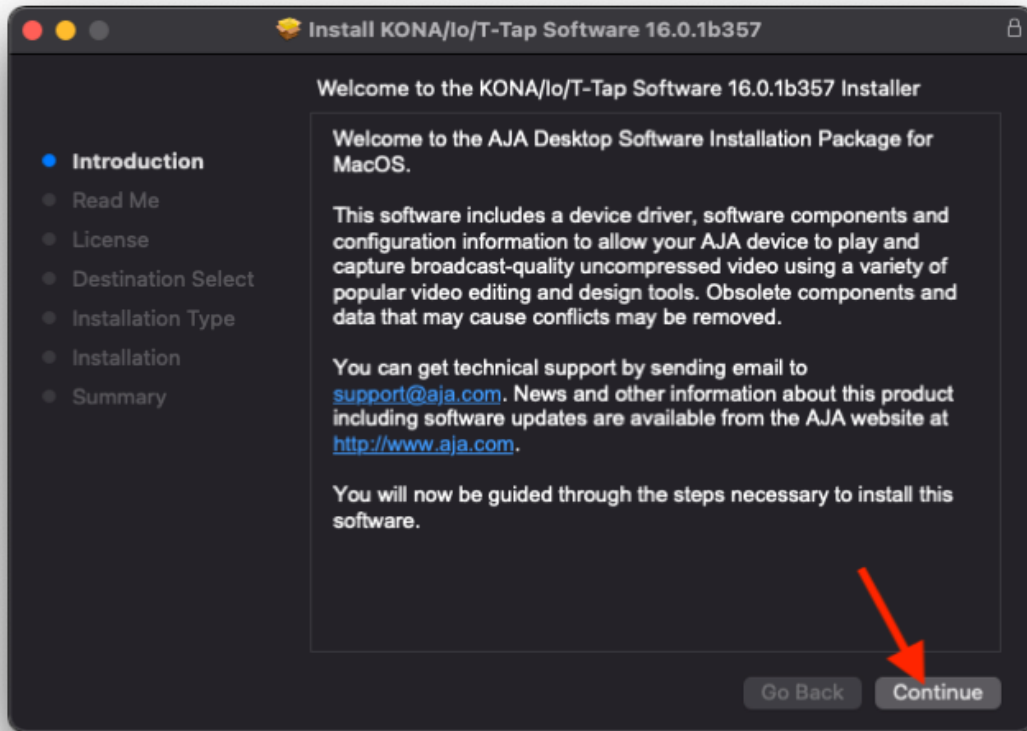 Install KONA/Io/T-Tap Software 16.0.1b357
Welcome to the KONA/Io/T-Tap Software 16.0.1b357 Installer
Introduction
Read Me
License
Destination Select
Installation Type
Installation
Summary
Welcome to the AJA Desktop Software Installation Package for
MacOS.
This software includes a device driver, software components and
configuration information to allow your AJA device to play and
capture broadcast-quality uncompressed video using a variety of
popular video editing and design tools. Obsolete components and
data that may cause conflicts may be removed.
You can get technical support by sending email to
support@aja.com. News and other information about this product
including software updates are available from the AJA website at
http://www.aja.com.
You will now be guided through the steps necessary to install this
software.
Go Back
Continue